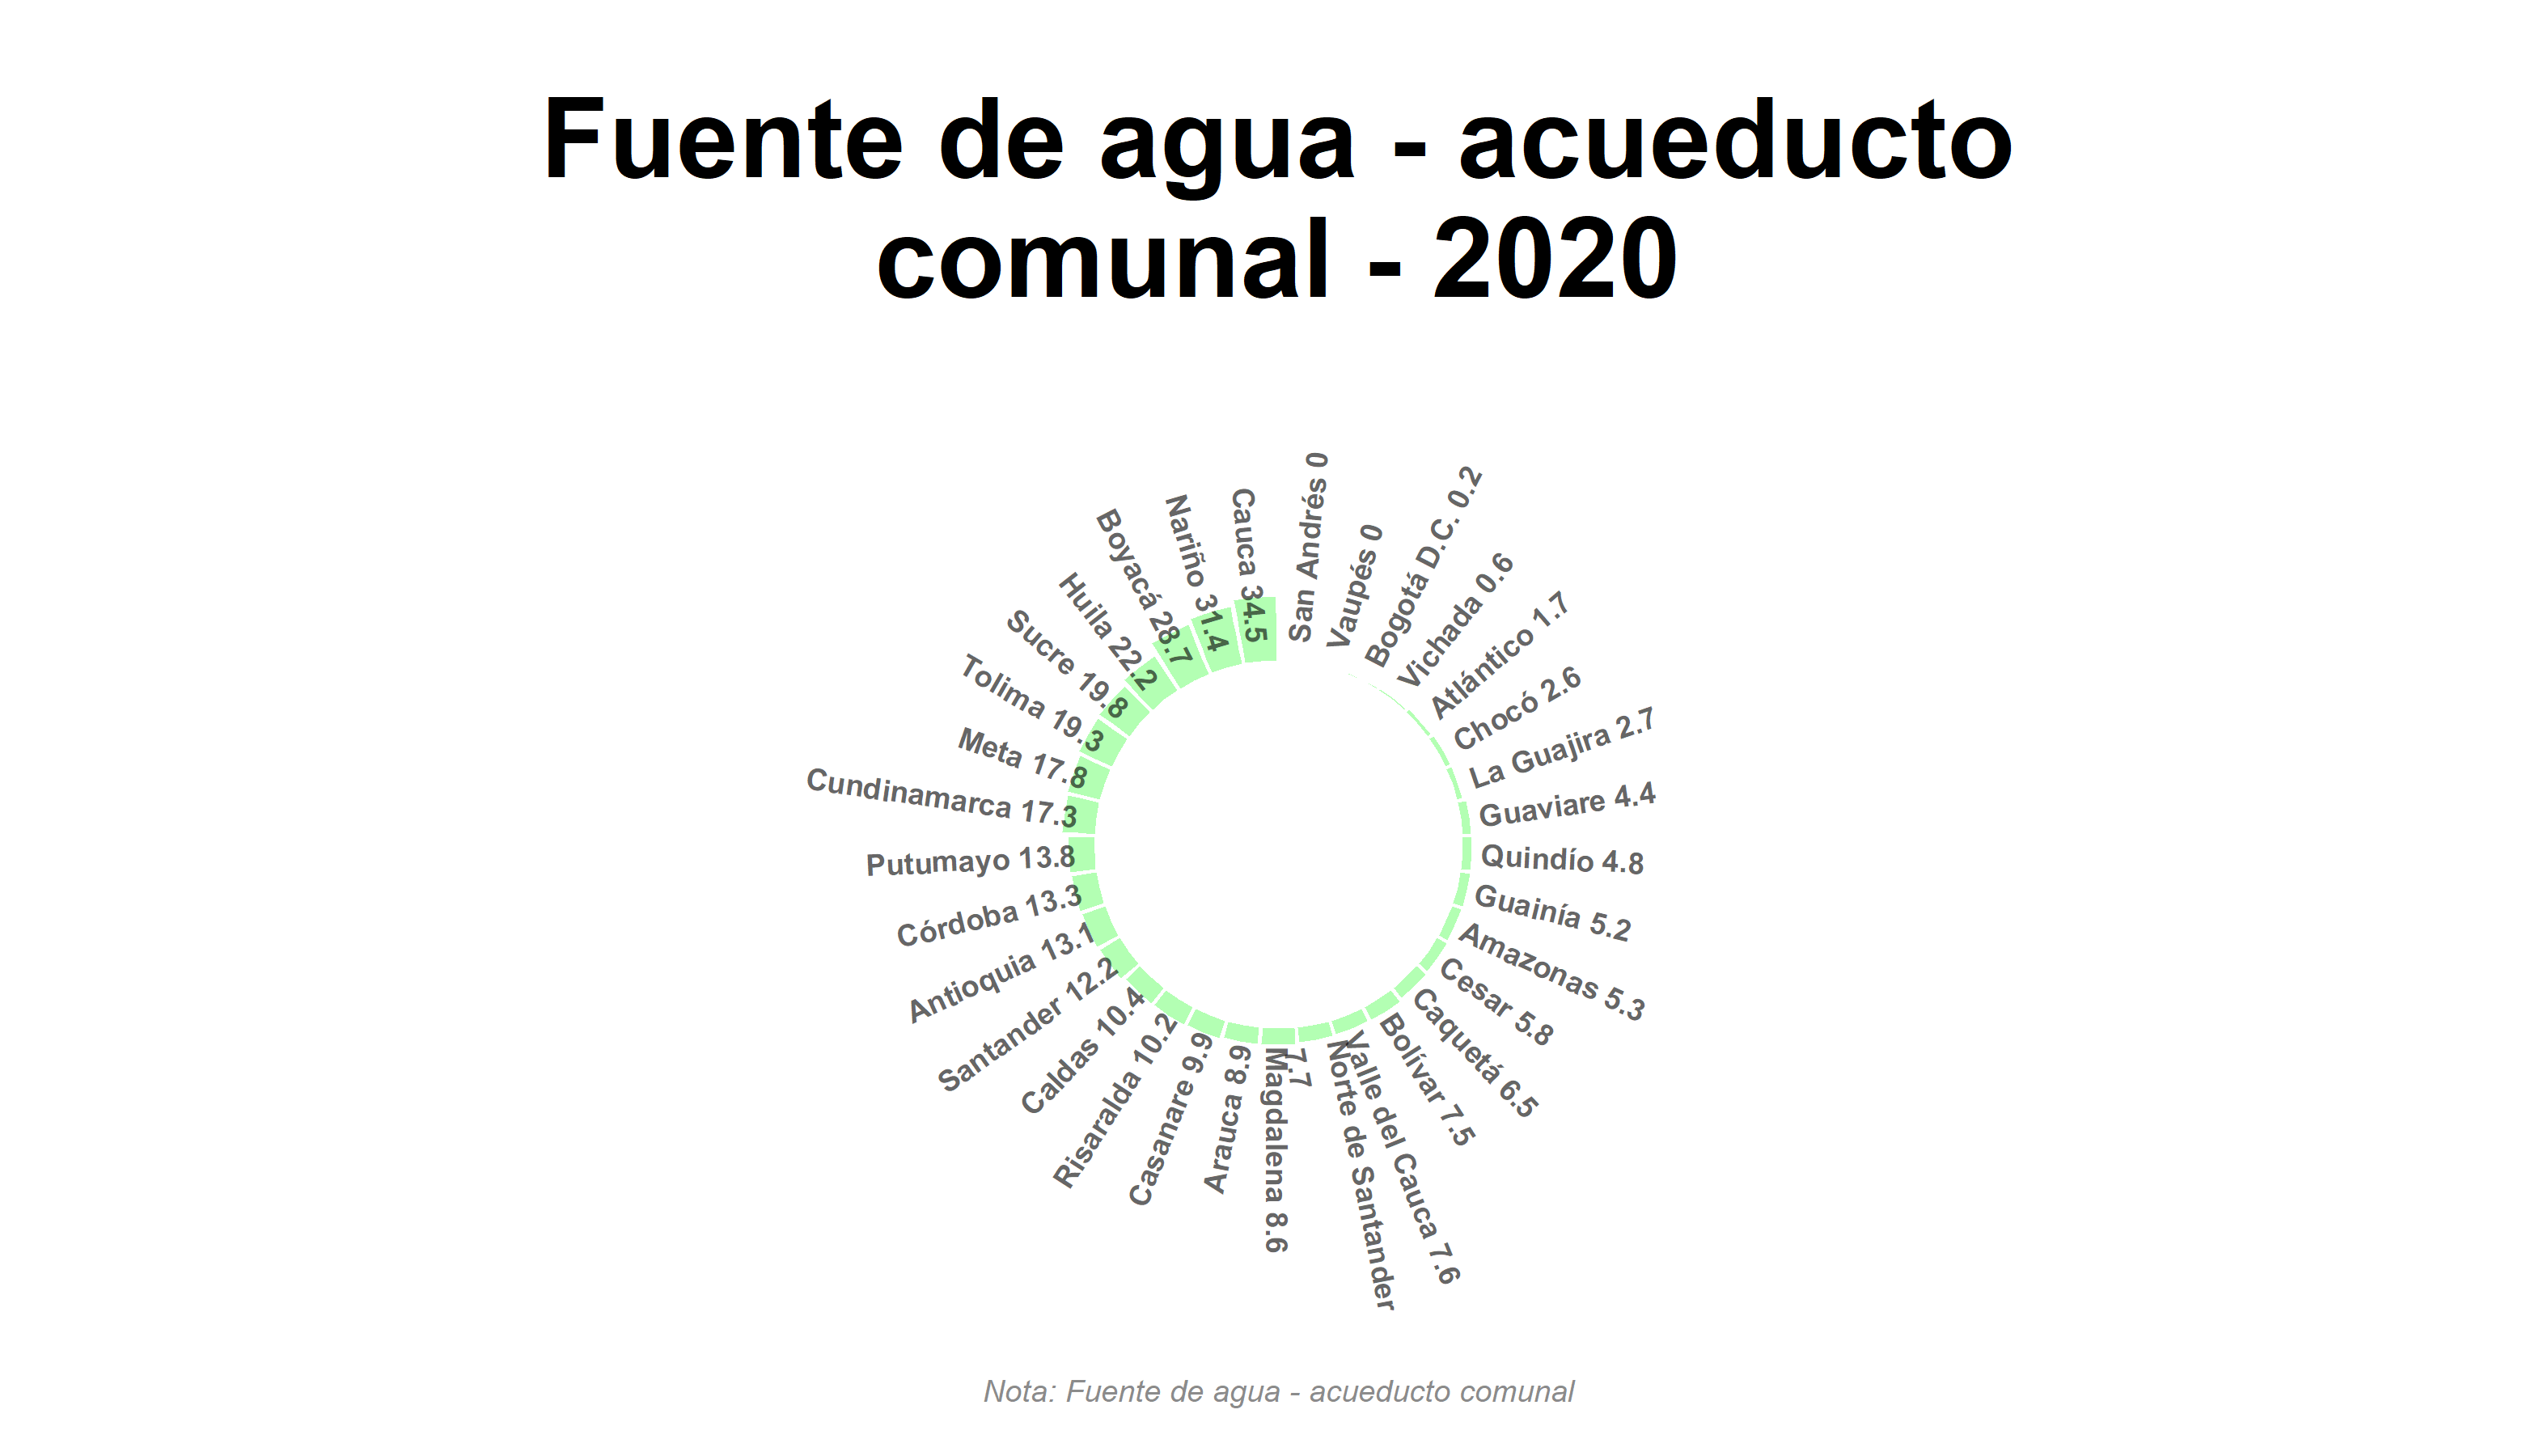 Fuente de agua - acueducto
comunal - 2020
San Andrés 0
Vaupés 0
Bogotá D.C. 0.2
Vichada 0.6
Atlántico 1.7
Chocó 2.6
La Guajira 2.7
Guaviare 4.4
Quindío 4.8
Guainía 5.2
Amazonas 5.3
Cesar 5.8
Caquetá 6.5
Bolívar 7.5
Valle del Cauca 7.6
Norte de Santander
7.7
Magdalena 8.6
Arauca 8.9
Casanare 9.9
Risaralda 10.2
Caldas 10.4
Santander 12.2
Antioquia 13.1
Córdoba 13.3
Putumayo 13.8
Cundinamarca 17.3
Meta 17.8
Tolima 19.3
Sucre 19.8
Huila 22.2
Boyacá 28.7
Nariño 31.4
Cauca 34.5
Nota: Fuente de agua - acueducto comunal